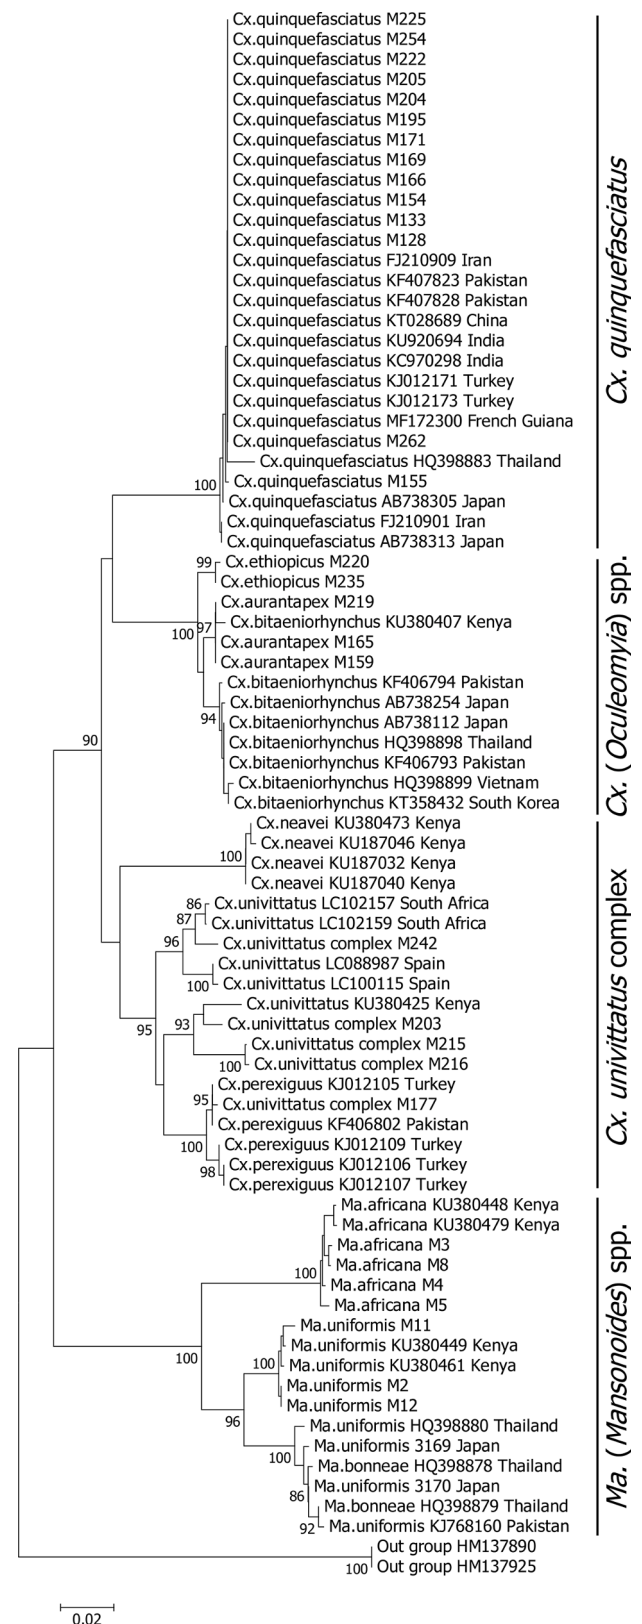 Cx.quinquefasciatus M225
Cx.quinquefasciatus M254
Cx.quinquefasciatus M222
Cx.quinquefasciatus M205
Cx.quinquefasciatus M204
Cx.quinquefasciatus M195
Cx.quinquefasciatus M171
Cx.quinquefasciatus M169
Cx.quinquefasciatus M166
Cx.quinquefasciatus M154
Cx.quinquefasciatus M133
Cx.quinquefasciatus M128
Cx.quinquefasciatus FJ210909 Iran
Cx.quinquefasciatus KF407823 Pakistan
Cx.quinquefasciatus KF407828 Pakistan
Cx.quinquefasciatus KT028689 China
Cx.quinquefasciatus KU920694 India
Cx.quinquefasciatus KC970298 India
Cx.quinquefasciatus KJ012171 Turkey
Cx.quinquefasciatus KJ012173 Turkey
Cx.quinquefasciatus MF172300 French Guiana
Cx.quinquefasciatus M262
Cx.quinquefasciatus HQ398883 Thailand
Cx.quinquefasciatus M155
100
Cx.quinquefasciatus AB738305 Japan
Cx.quinquefasciatus FJ210901 Iran
Cx.quinquefasciatus AB738313 Japan
Cx. quinquefasciatus
99
Cx.ethiopicus M220
Cx.ethiopicus M235
Cx.aurantapex M219
Cx.bitaeniorhynchus KU380407 Kenya
97
100
Cx.aurantapex M165
Cx.aurantapex M159
Cx.bitaeniorhynchus KF406794 Pakistan
Cx.bitaeniorhynchus AB738254 Japan
94
Cx.bitaeniorhynchus AB738112 Japan
Cx.bitaeniorhynchus HQ398898 Thailand
90
Cx.bitaeniorhynchus KF406793 Pakistan
Cx.bitaeniorhynchus HQ398899 Vietnam
Cx.bitaeniorhynchus KT358432 South Korea
Cx. (Oculeomyia) spp.
Cx.neavei KU380473 Kenya
Cx.neavei KU187046 Kenya
100
Cx.neavei KU187032 Kenya
Cx.neavei KU187040 Kenya
86
Cx.univittatus LC102157 South Africa
87
Cx.univittatus LC102159 South Africa
96
Cx.univittatus complex M242
Cx.univittatus LC088987 Spain
100
Cx.univittatus LC100115 Spain
Cx.univittatus KU380425 Kenya
93
95
Cx.univittatus complex M203
Cx.univittatus complex M215
100
Cx.univittatus complex M216
Cx.perexiguus KJ012105 Turkey
95
Cx.univittatus complex M177
Cx.perexiguus KF406802 Pakistan
100
Cx.perexiguus KJ012109 Turkey
98
Cx.perexiguus KJ012106 Turkey
Cx.perexiguus KJ012107 Turkey
Cx. univittatus complex
Ma.africana KU380448 Kenya
Ma.africana KU380479 Kenya
Ma.africana M3
100
Ma.africana M8
Ma.africana M4
Ma.africana M5
Ma.uniformis M11
100
Ma.uniformis KU380449 Kenya
100
Ma.uniformis KU380461 Kenya
Ma.uniformis M2
Ma.uniformis M12
96
Ma.uniformis HQ398880 Thailand
Ma.uniformis 3169 Japan
100
Ma.bonneae HQ398878 Thailand
86
Ma.uniformis 3170 Japan
Ma.bonneae HQ398879 Thailand
92
Ma.uniformis KJ768160 Pakistan
Ma. (Mansonoides) spp.
Out group HM137890
100
Out group HM137925
0.02